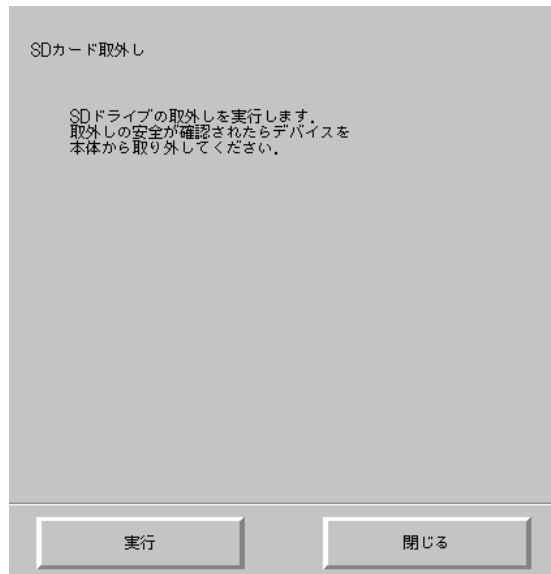 SDカード取外し
SDドライブの取外しを実行します.
取外しの安全が確認されたらデバイスを
本体から取り外してください.
実行
閉じる